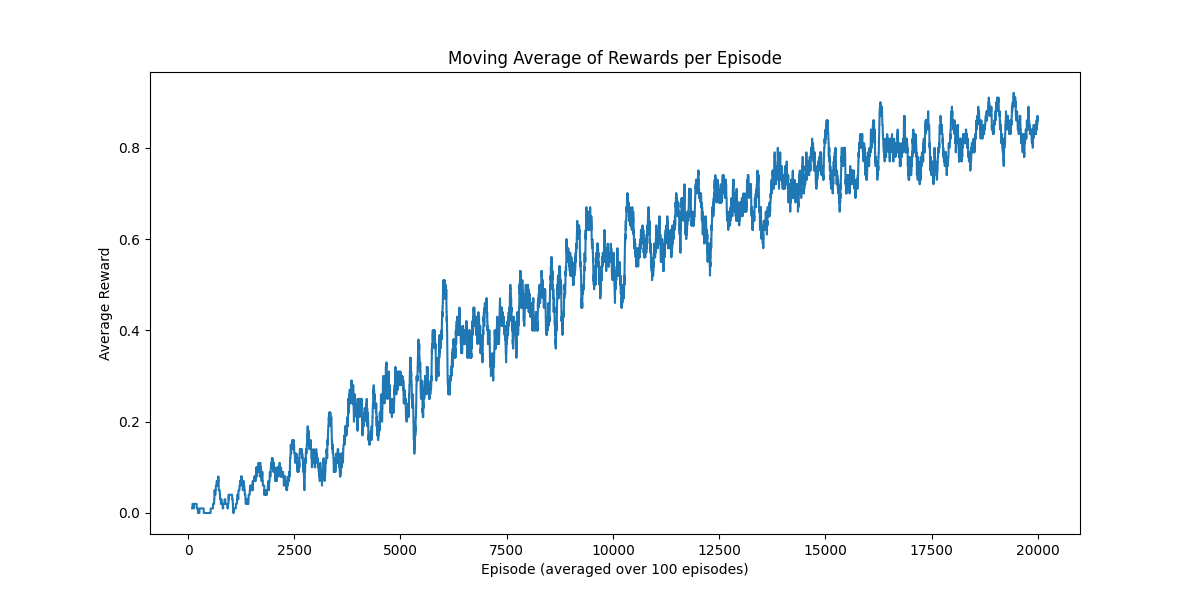 Moving Average of Rewards per Episode
Average Reward
0.8
0.6
0.4
0.2
0.0
0 2500 5000 7500 10000 12500 15000 17500 20000
Episode (averaged over 100 episodes)